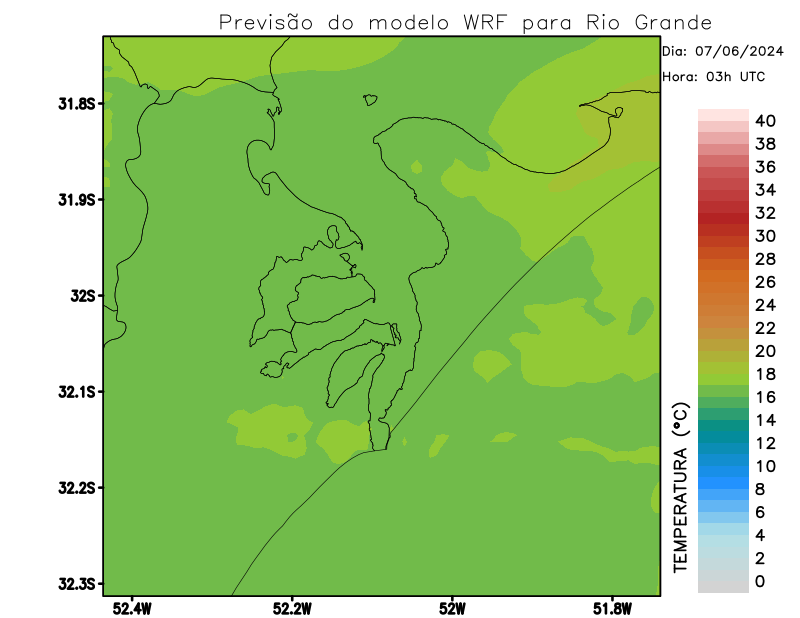 Previsão do modelo WRF para Rio Grande
Dia: 07/06/2024
Hora: 03h UTC
31.8S
31.9S
32S
32.1S
32.2S
32.3S
52.4W
52.2W
52W
51.8W
TEMPERATURA (°C)
40
38
36
34
32
30
28
26
24
22
20
18
16
14
12
10
8
6
4
2
0